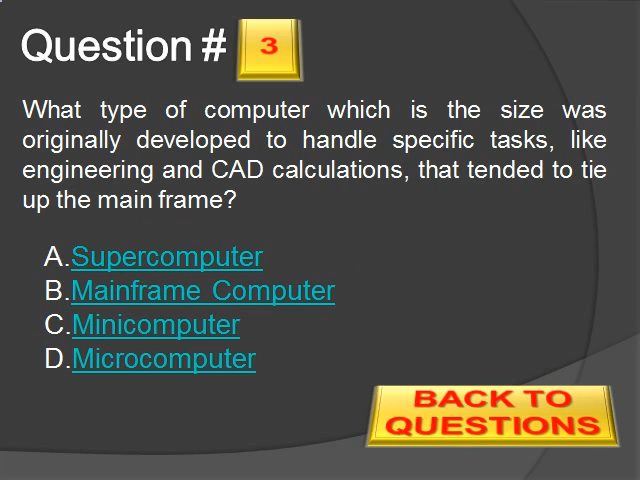 Question # 3
What type of computer which is the size was
originally developed to handle specific tasks, like
engineering and CAD calculations, that tended to tie
up the main frame?
A.Supercomputer
B.Mainframe Computer
C.Minicomputer
D.Microcomputer
BACK TO
QUESTIONS